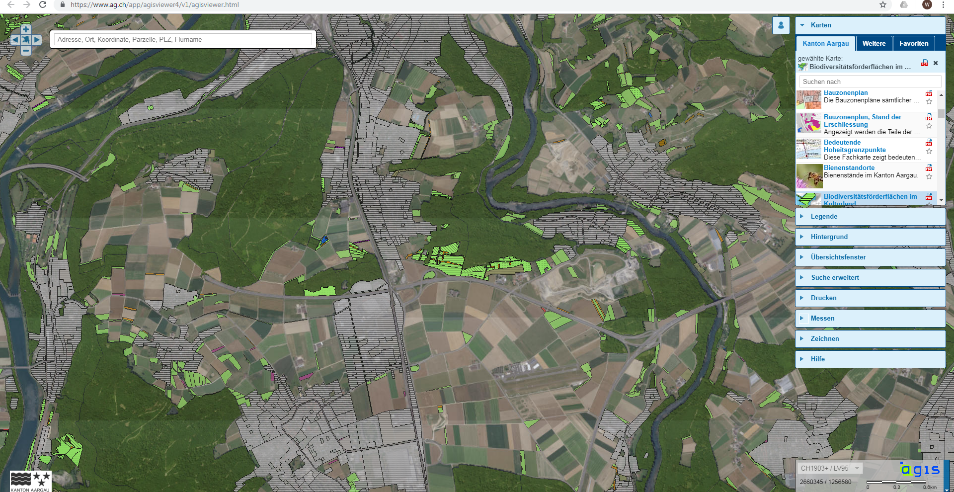 https://www.ag.ch/app/agisviewer4/v1/agisviewer.html
W
Adresse, Ort, Koordinate, Parzelle, PLZ, Flurname
Karten
Kanton Aargau
Weitere
Favoriten
gewählte Karte:
Biodiversitätsförderflächen im ...
Suchen nach
Bauzonenplan
Die Bauzonenpläne sämtlicher ...
Bauzonenplan, Stand der
Erschliessung
Angezeigt werden die Teile der
Bedeutende
Hoheitsgrenzpunkte
Diese Fachkarte zeigt bedeuten...
Bienenstandorte
Bienenstände im Kanton Aargau.
Biodiversitätsförderflächen im
Kulturland
Legende
Hintergrund
Übersichtsfenster
Suche erweitert
Drucken
Messen
Zeichnen
Hilfe
CH1903+ / LV95
2660345 / 1256580
agis
0
0.3
0.6km
KANTON AARGAU